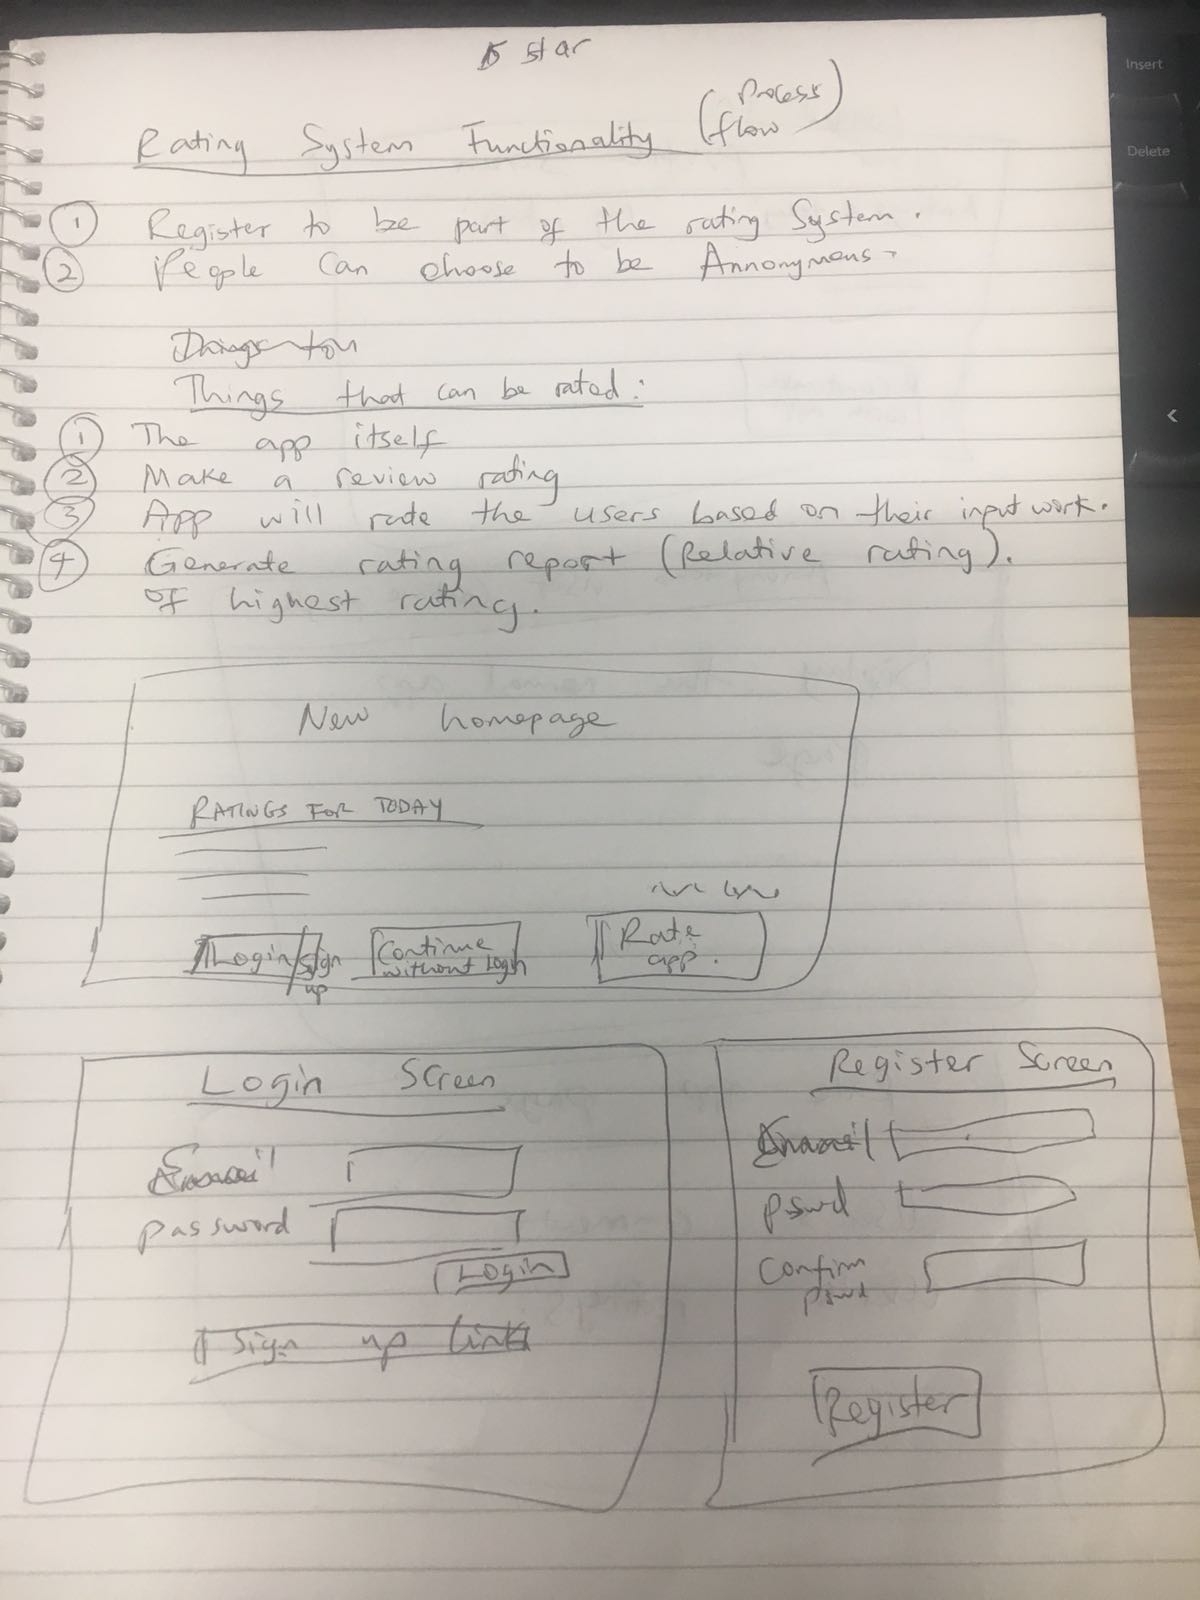 5 star
Rating System Functionality (Process flow)
① Register to be part of the rating System.
② People Can choose to be Annonymous.
Things
Things that can be rated:
① The app itself
② Make a review rating
③ App will rate the users based on their input work.
④ Generate rating report (Relative rating).
of highest rating.
New homepage
RATINGS FOR TODAY
Login/Sign up
Continue without Login
Rate app.
Login Screen
Email
password
Login
Sign up link
Register Screen
Email
pswd
Confirm pswd
Register
Insert
Delete